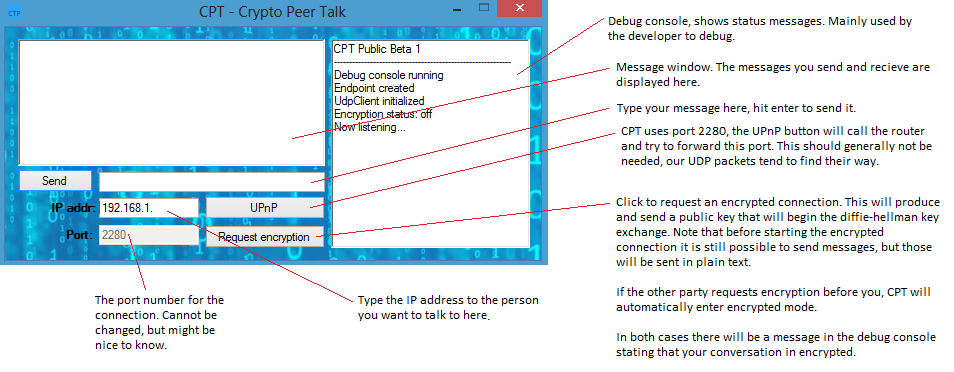 CTP
CPT - Crypto Peer Talk
CPT Public Beta 1
Debug console running
Endpoint created
UdpClient initialized
Encryption status: off
Now listening...
Send
IP addr:
192.168.1.
UPnP
Port:
2280
Request encryption
Debug console, shows status messages. Mainly used by
the developer to debug.
Message window. The messages you send and recieve are
displayed here.
Type your message here, hit enter to send it.
CPT uses port 2280, the UPnP button will call the router
and try to forward this port. This should generally not be
needed, our UDP packets tend to find their way.
Click to request an encrypted connection. This will produce
and send a public key that will begin the diffie-hellman key
exchange. Note that before starting the encrypted
connection it is still possible to send messages, but those
will be sent in plain text.
If the other party requests encryption before you, CPT will
automatically enter encrypted mode.
In both cases there will be a message in the debug console
stating that your conversation in encrypted.
The port number for the
connection. Cannot be
changed, but might be
nice to know.
Type the IP address to the person
you want to talk to here.